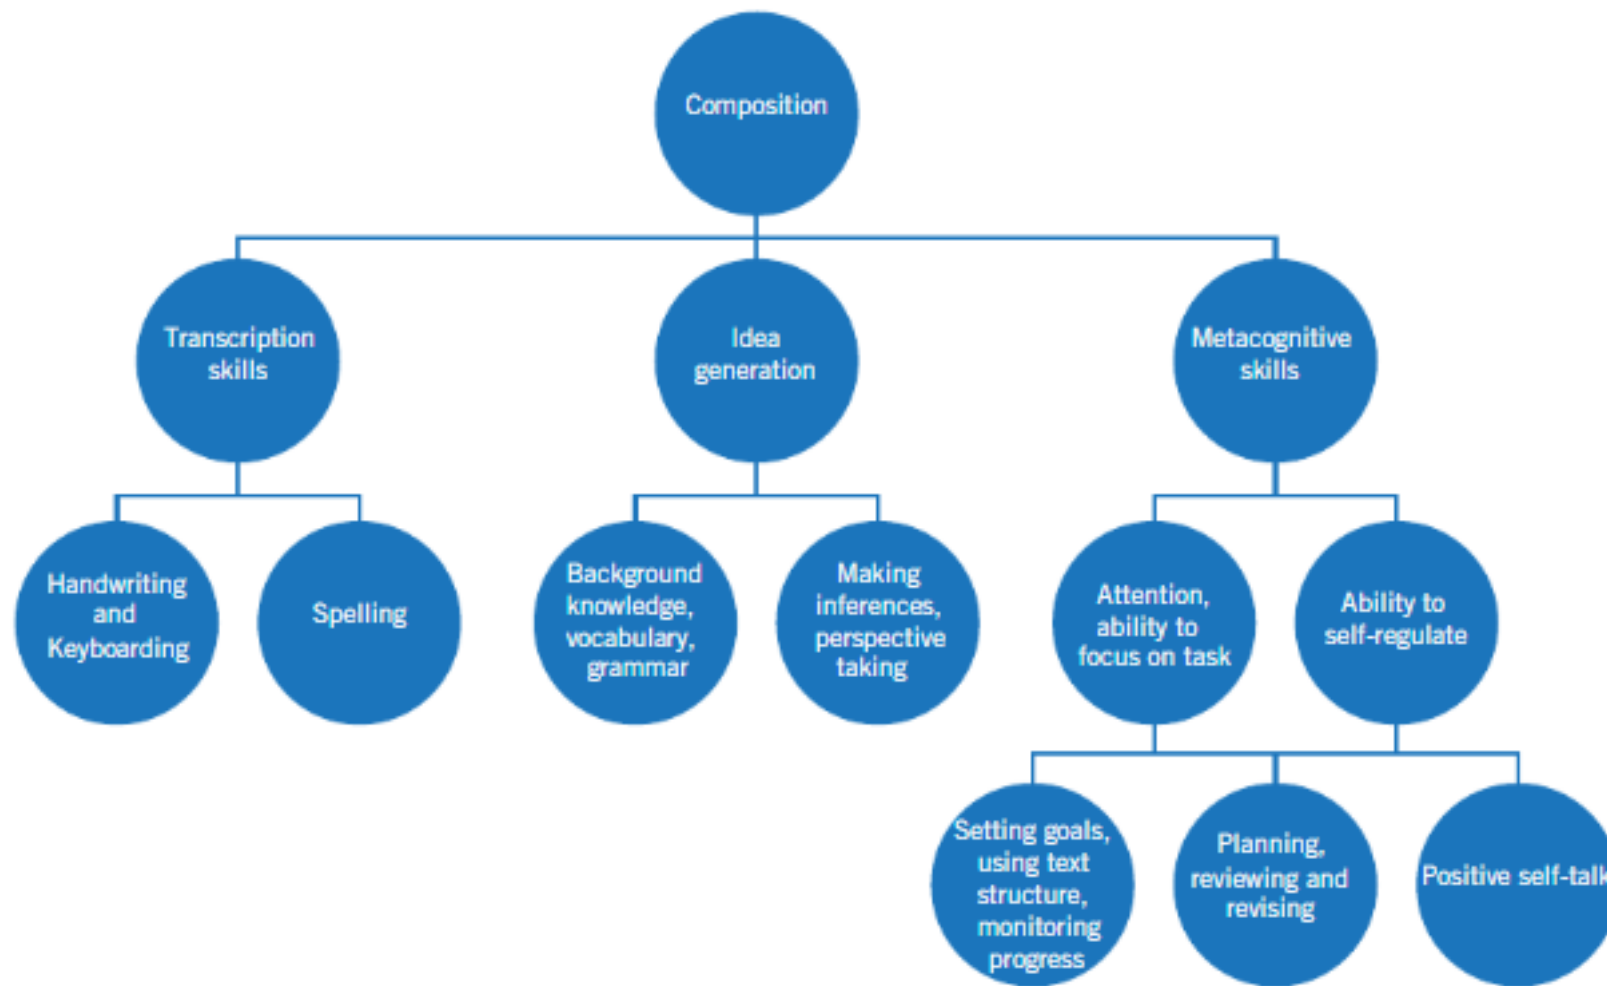 Composition
Transcription
skills
Idea
generation
Metacognitive
skills
Handwriting
and
Keyboarding
Spelling
Background
knowledge,
vocabulary,
grammar
Making
inferences,
perspective
taking
Attention,
ability to
focus on task
Ability to
self-regulate
Setting goals,
using text
structure,
monitoring
progress
Planning,
reviewing and
revising
Positive self-talk